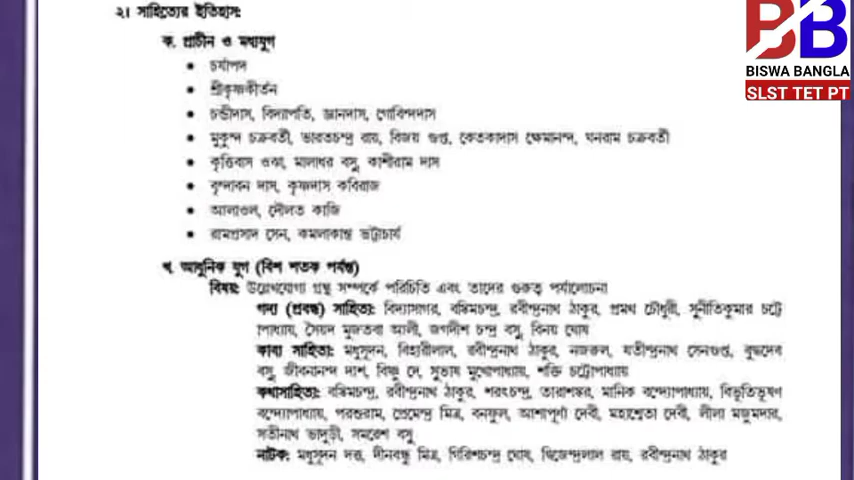 ২। সাহিত্যের ইতিহাস:
ক. প্রাচীন ও মধ্যযুগ
• চর্যাপদ
• শ্রীকৃষ্ণকীর্তন
• চন্ডীদাস, বিদ্যাপতি, জ্ঞানদাস, গোবিন্দদাস
• মুকুন্দ চক্রবর্তী, ভারতচন্দ্র রায়, বিজয় গুপ্ত, কেতকাদাস ক্ষেমানন্দ, ঘনরাম চক্রবর্তী
• কৃত্তিবাস ওঝা, মালাধর বসু, কাশীরাম দাস
• বৃন্দাবন দাস, কৃষ্ণদাস কবিরাজ
• আলাওল, দৌলত কাজি
• রামপ্রসাদ সেন, কমলাকান্ত ভট্টাচার্য
খ. আধুনিক যুগ (বিশ শতক পর্যন্ত)
বিষয়: উল্লেখযোগ্য গ্রন্থ সম্পর্কে পরিচিতি এবং তাদের গুরুত্ব পর্যালোচনা
গদ্য (প্রবন্ধ) সাহিত্য: বিদ্যাসাগর, বঙ্কিমচন্দ্র, রবীন্দ্রনাথ ঠাকুর, প্রমথ চৌধুরী, সুনীতিকুমার চট্টো
পাধ্যায়, সৈয়দ মুজতবা আলী, জগদীশ চন্দ্র বসু, বিনয় ঘোষ
কাব্য সাহিত্য: মধুসূদন, বিহারীলাল, রবীন্দ্রনাথ ঠাকুর, নজরুল, যতীন্দ্রনাথ সেনগুপ্ত, বুদ্ধদেব
বসু, জীবনানন্দ দাশ, বিষ্ণু দে, সুভাষ মুখোপাধ্যায়, শক্তি চট্টোপাধ্যায়
কথাসাহিত্য: বঙ্কিমচন্দ্র, রবীন্দ্রনাথ ঠাকুর, শরৎচন্দ্র, তারাশঙ্কর, মানিক বন্দ্যোপাধ্যায়, বিভূতিভূষণ
বন্দ্যোপাধ্যায়, পরশুরাম, প্রেমেন্দ্র মিত্র, বনফুল, আশাপূর্ণা দেবী, মহাশ্বেতা দেবী, লীলা মজুমদার,
সতীনাথ ভাদুড়ী, সমরেশ বসু
নাটক: মধুসূদন দত্ত, দীনবন্ধু মিত্র, গিরিশচন্দ্র ঘোষ, দ্বিজেন্দ্রলাল রায়, রবীন্দ্রনাথ ঠাকুর
BB
BISWA BANGLA
SLST TET PT